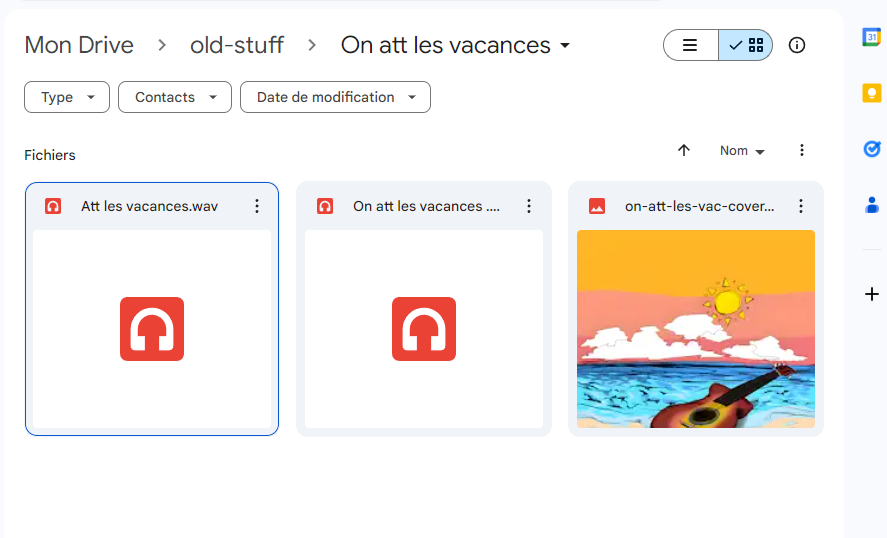 Mon Drive > old-stuff > On att les vacances
Type
Contacts
Date de modification
Fichiers
Nom
Att les vacances.wav
On att les vacances ....
on-att-les-vac-cover...
31